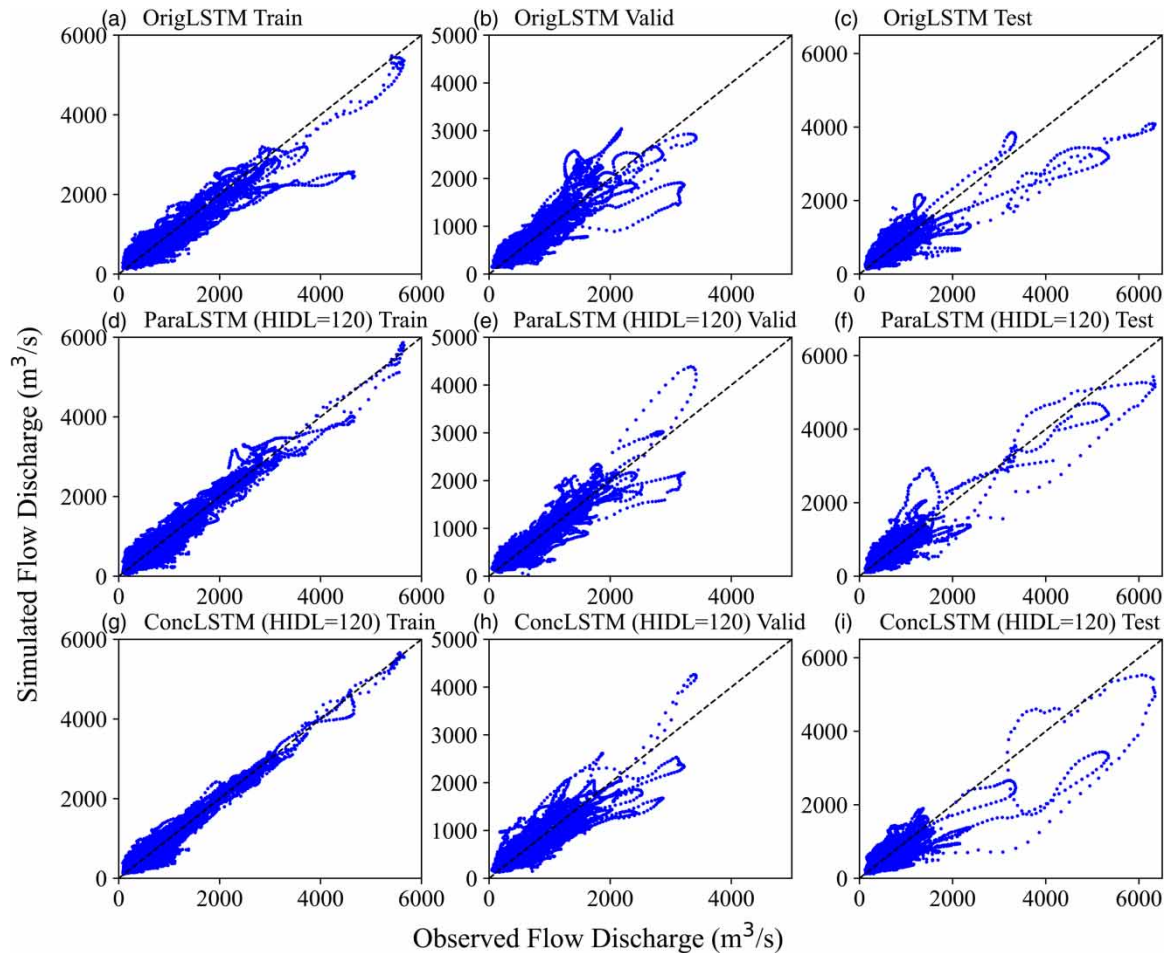 (a) OrigLSTM Train
(b) OrigLSTM Valid
(c) OrigLSTM Test
6000
4000
2000
0
0 2000 4000 6000
5000
4000
3000
2000
1000
0
0 2000 4000
6000
4000
2000
0
0 2000 4000 6000
(d) ParaLSTM (HIDL=120) Train
(e) ParaLSTM (HIDL=120) Valid
(f) ParaLSTM (HIDL=120) Test
6000
4000
2000
0
0 2000 4000 6000
5000
4000
3000
2000
1000
0
0 2000 4000
6000
4000
2000
0
0 2000 4000 6000
(g) ConcLSTM (HIDL=120) Train
(h) ConcLSTM (HIDL=120) Valid
(i) ConcLSTM (HIDL=120) Test
6000
4000
2000
0
0 2000 4000 6000
5000
4000
3000
2000
1000
0
0 2000 4000
6000
4000
2000
0
0 2000 4000 6000
Simulated Flow Discharge (m³/s)
Observed Flow Discharge (m³/s)